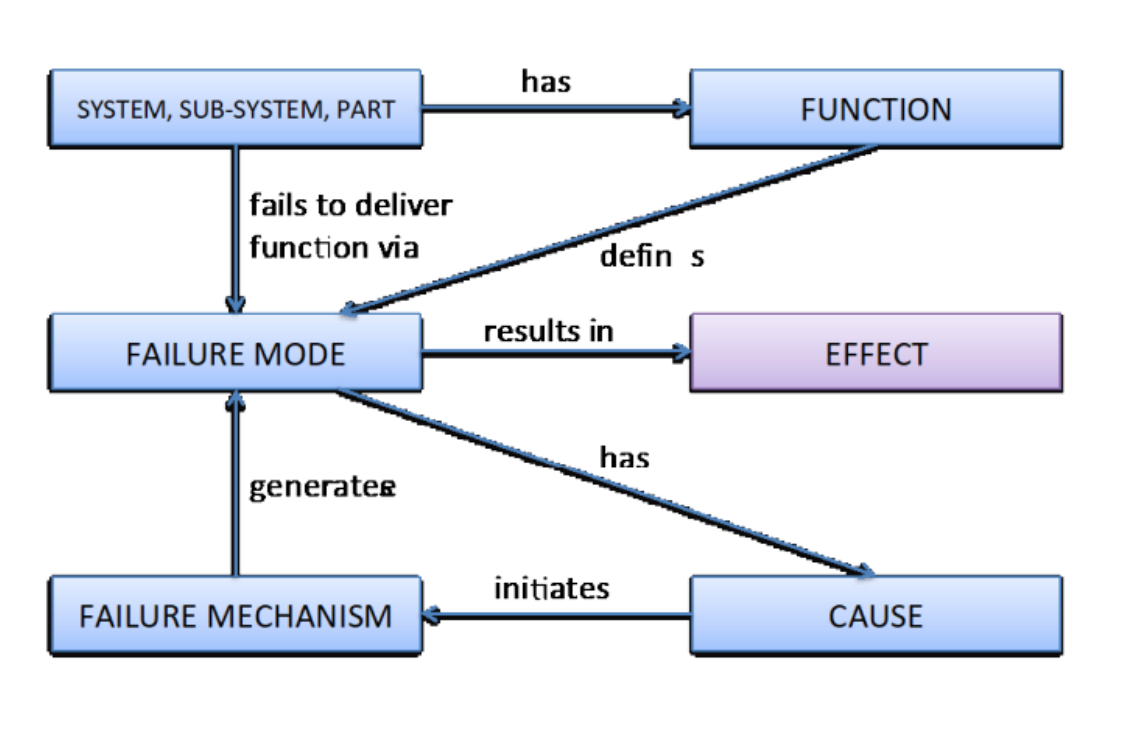 has
SYSTEM, SUB-SYSTEM, PART
FUNCTION
fails to deliver
function via
defin s
results in
FAILURE MODE
EFFECT
has
generates
initiates
FAILURE MECHANISM
CAUSE